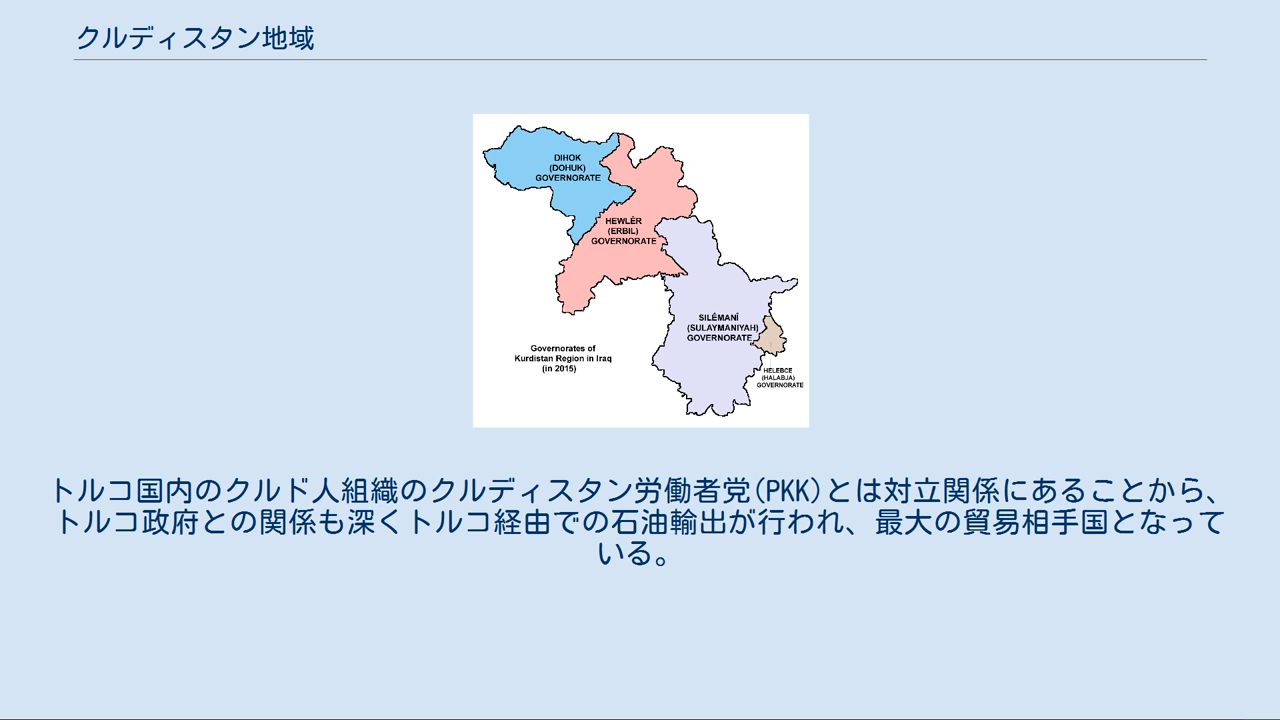 クルディスタン地域
DIHOK
(DOHUK)
GOVERNORATE
HEWLÊR
(ERBIL)
GOVERNORATE
SILÊMANÎ
(SULAYMANIYAH)
GOVERNORATE
Governorates of
Kurdistan Region in Iraq
(in 2015)
HELEBCE
(HALABJA)
GOVERNORATE
トルコ国内のクルド人組織のクルディスタン労働者党(PKK)とは対立関係にあることから、
トルコ政府との関係も深くトルコ経由での石油輸出が行われ、最大の貿易相手国となって
いる。